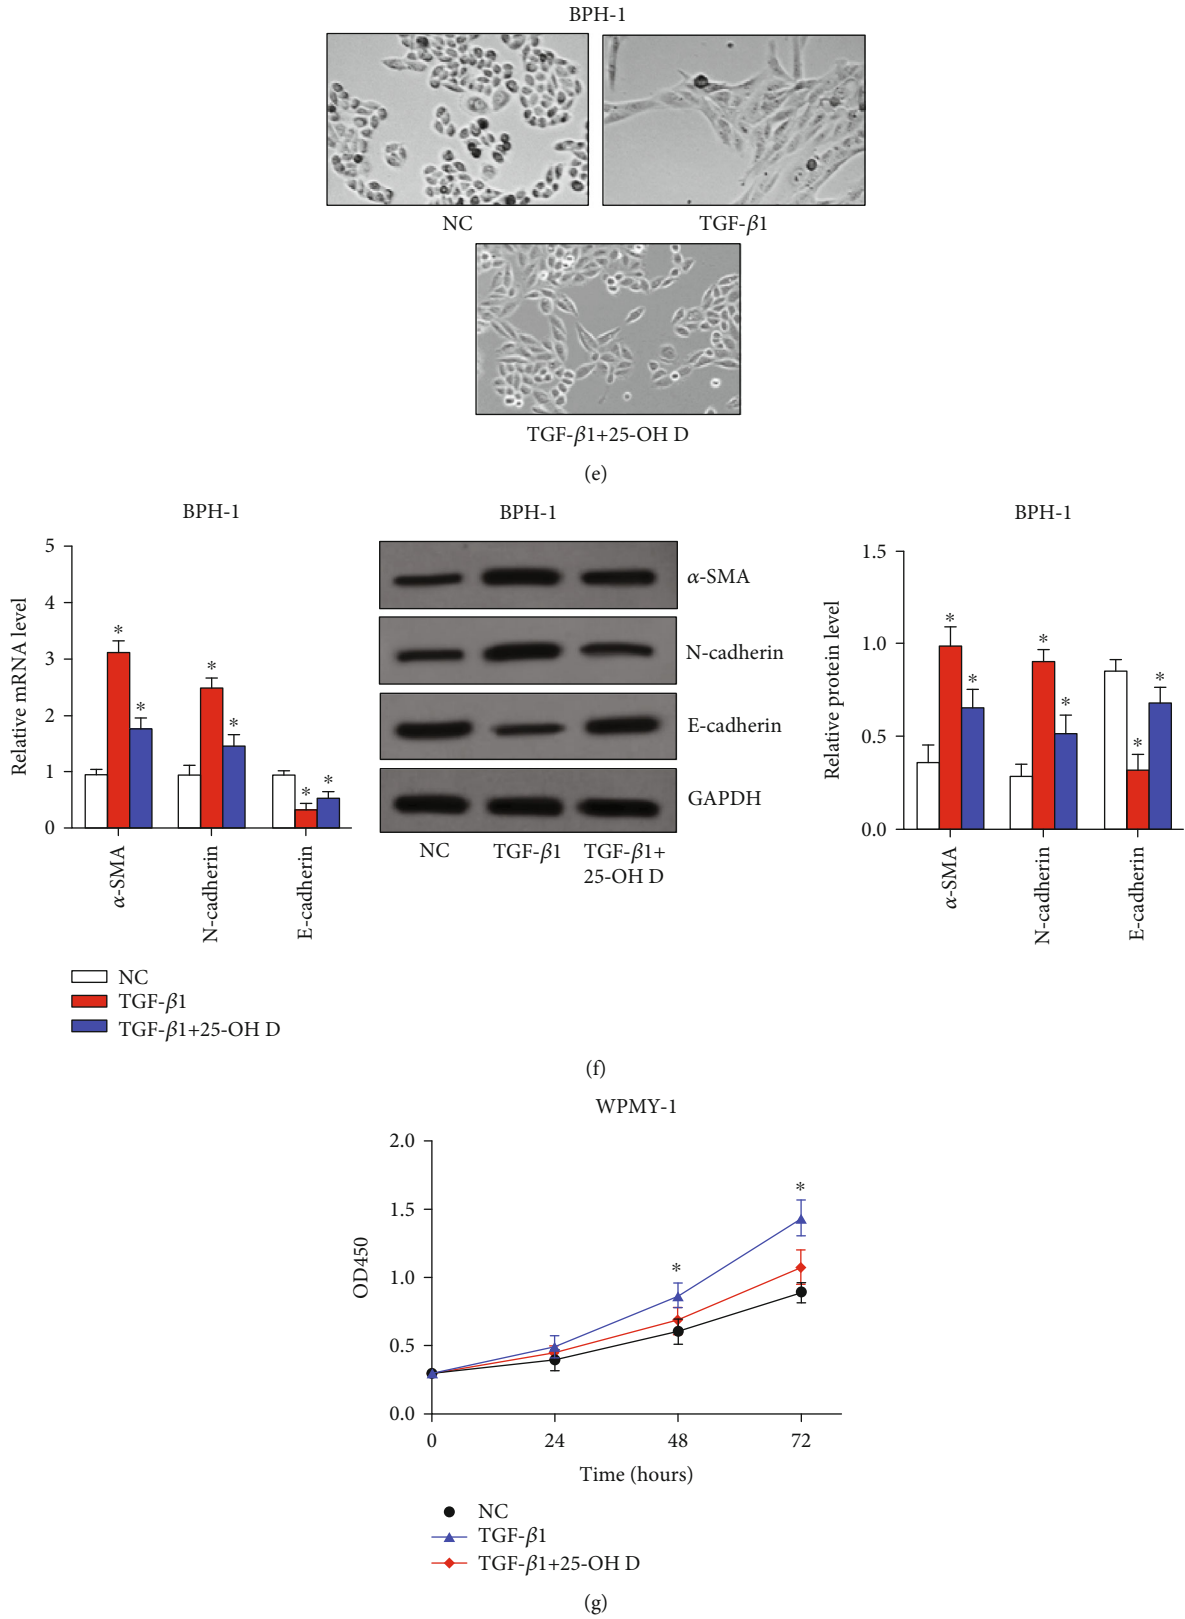 BPH-1
NC
TGF-β1
TGF-β1+25-OH D
(e)
BPH-1
Relative mRNA level
5
4
3
2
1
0
*
*
*
*
*
*
α-SMA
N-cadherin
E-cadherin
NC
TGF-β1
TGF-β1+25-OH D
BPH-1
α-SMA
N-cadherin
E-cadherin
GAPDH
NC
TGF-β1
TGF-β1+
25-OH D
BPH-1
Relative protein level
1.5
1.0
0.5
0.0
*
*
*
*
*
*
α-SMA
N-cadherin
E-cadherin
(f)
WPMY-1
OD450
2.0
1.5
1.0
0.5
0.0
*
*
0
24
48
72
Time (hours)
NC
TGF-β1
TGF-β1+25-OH D
(g)